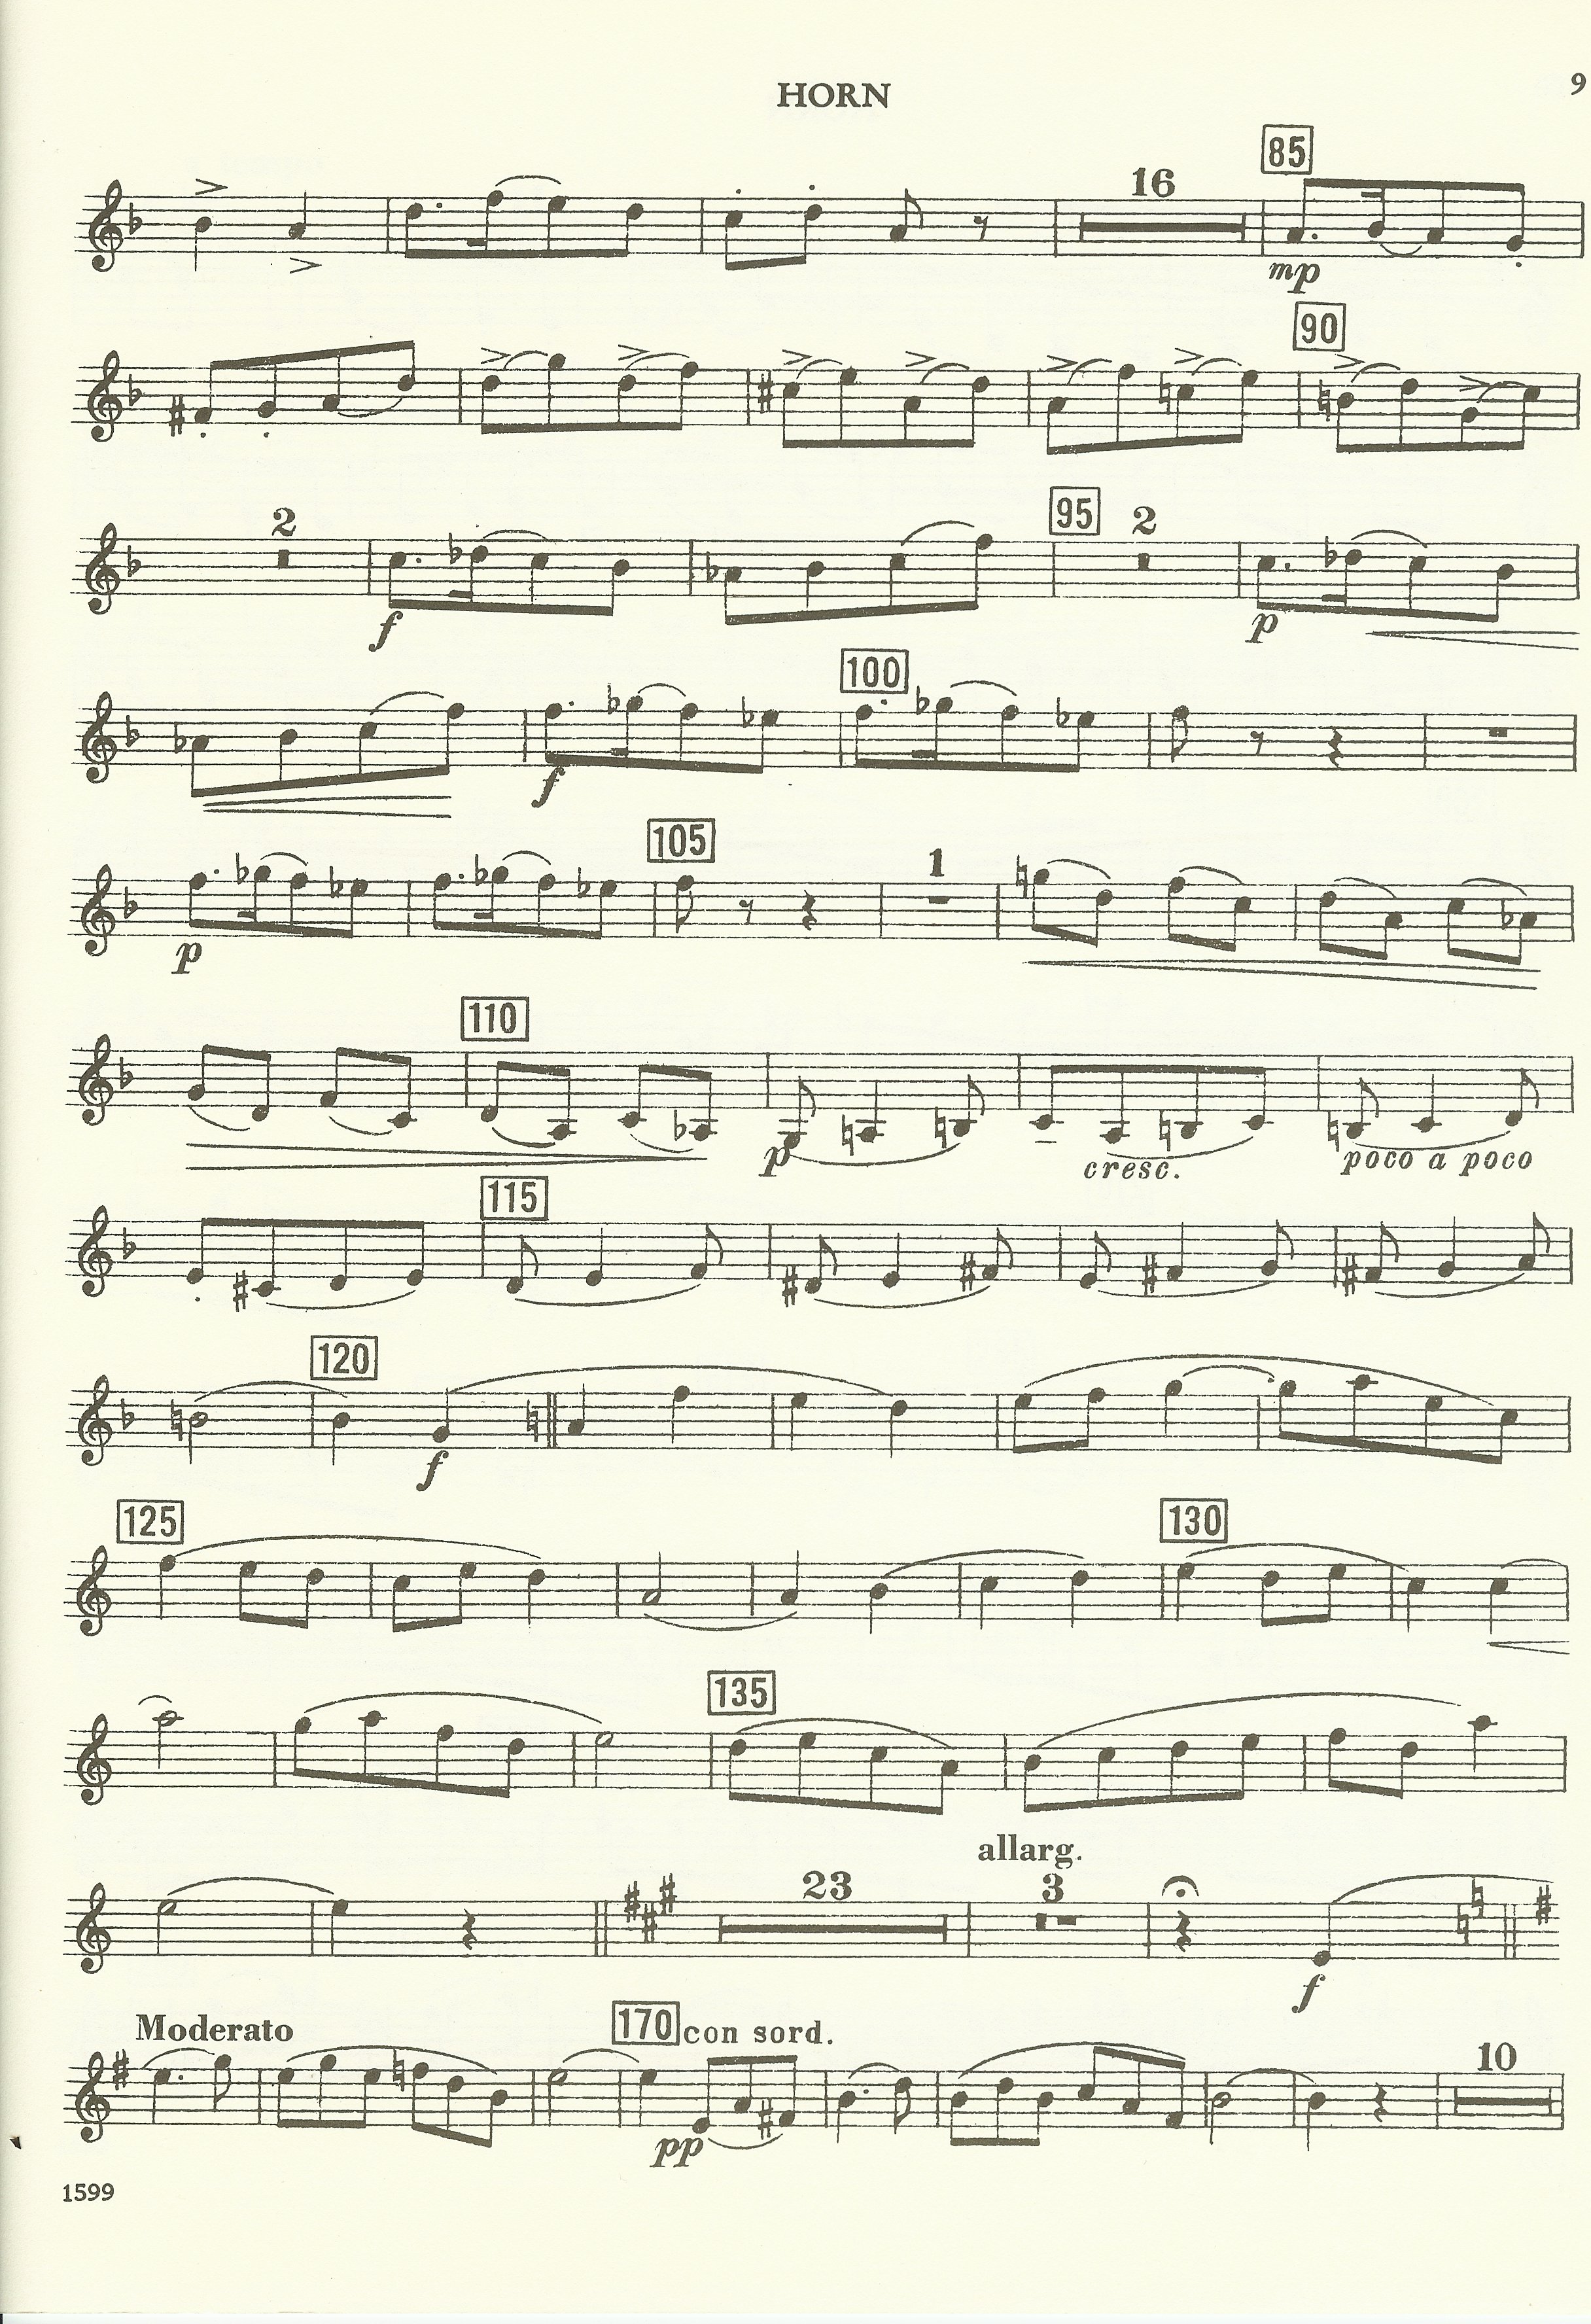 HORN 9
16 85
mp
90
2 95 2
f p
100
f
105 1
p
110
p cresc. poco a poco
115
120
f
125 130
135
allarg.
23 3
f
Moderato 170 con sord. 10
pp
1599